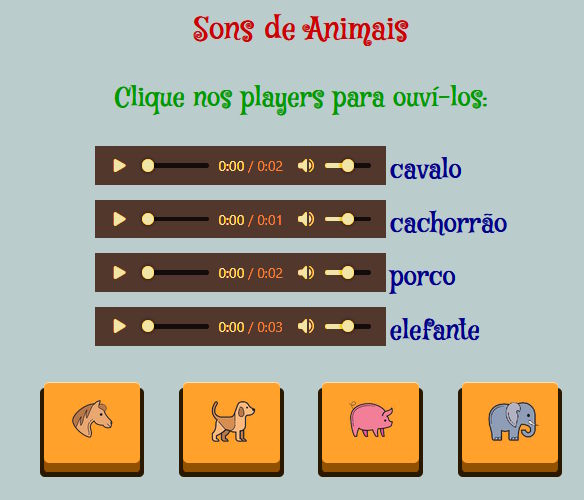 Sons de Animais
Clique nos players para ouví-los:
0:00 / 0:02 cavalo
0:00 / 0:01 cachorrão
0:00 / 0:02 porco
0:00 / 0:03 elefante